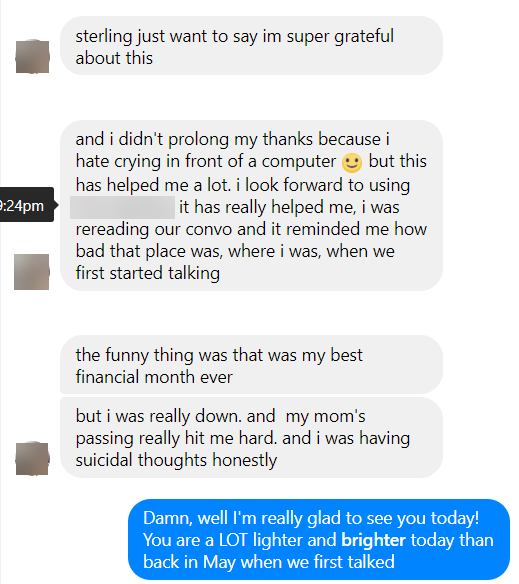 sterling just want to say im super grateful
about this
and i didn't prolong my thanks because i
hate crying in front of a computer 🙂 but this
has helped me a lot. i look forward to using
it has really helped me, i was
rereading our convo and it reminded me how
bad that place was, where i was, when we
first started talking
9:24pm
the funny thing was that was my best
financial month ever
but i was really down. and  my mom's
passing really hit me hard. and i was having
suicidal thoughts honestly
Damn, well I'm really glad to see you today!
You are a LOT lighter and brighter today than
back in May when we first talked